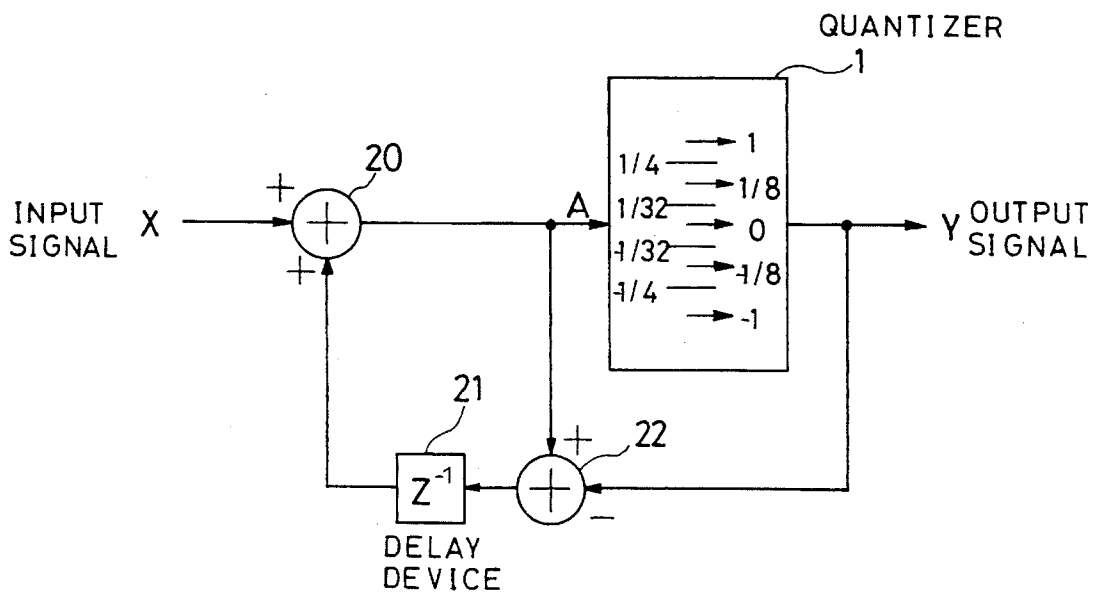 QUANTIZER
1
1
1/4
1/8
1/32
0
-1/32
-1/8
-1/4
-1
20
+
+
+
INPUT
SIGNAL
X
A
Y
OUTPUT
SIGNAL
21
Z⁻¹
DELAY
DEVICE
22
+
+
−